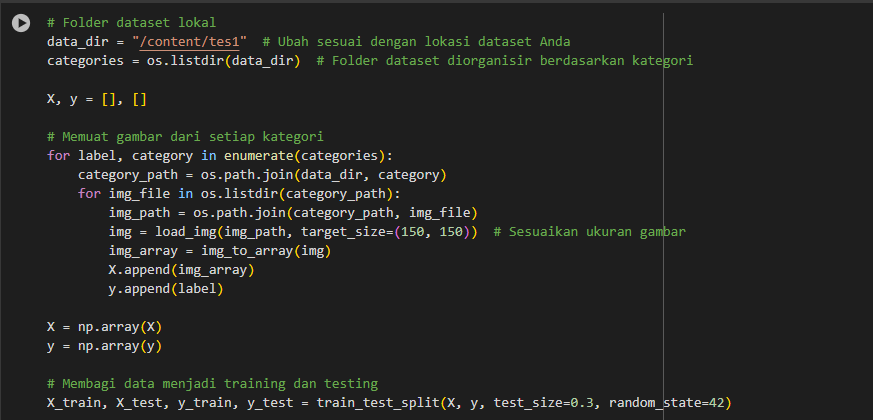 # Folder dataset lokal
data_dir = "/content/tes1"  # Ubah sesuai dengan lokasi dataset Anda
categories = os.listdir(data_dir)  # Folder dataset diorganisir berdasarkan kategori

X, y = [], []

# Memuat gambar dari setiap kategori
for label, category in enumerate(categories):
    category_path = os.path.join(data_dir, category)
    for img_file in os.listdir(category_path):
        img_path = os.path.join(category_path, img_file)
        img = load_img(img_path, target_size=(150, 150))  # Sesuaikan ukuran gambar
        img_array = img_to_array(img)
        X.append(img_array)
        y.append(label)

X = np.array(X)
y = np.array(y)

# Membagi data menjadi training dan testing
X_train, X_test, y_train, y_test = train_test_split(X, y, test_size=0.3, random_state=42)